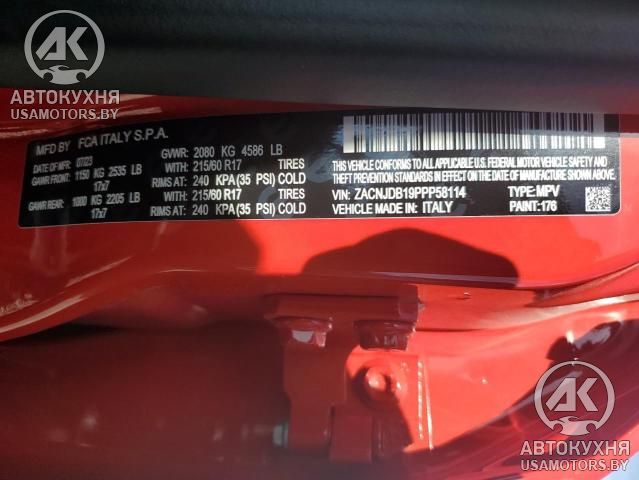 АК
АВТОКУХНЯ
USAMOTORS.BY
MFD BY FCA ITALY S.P.A.
DATE OF MFT 07/23 GVWR: 2080 KG 4586 LB
GAWR FRONT: 1150 KG 2535 LB WITH: 215/60 R17 TIRES
17x7 RIMS AT: 240 KPA (35 PSI) COLD
GAWR REAR: 1000 KG 2205 LB WITH: 215/60 R17 TIRES
17x7 RIMS AT: 240 KPA (35 PSI) COLD
THIS VEHICLE CONFORMS TO ALL APPLICABLE
FEDERAL MOTOR VEHICLE SAFETY, BUMPER,
AND THEFT PREVENTION STANDARDS IN EFFECT
ON THE DATE OF MANUFACTURE SHOWN ABOVE.
VIN: ZACNJDB19PPP58114 TYPE: MPV
VEHICLE MADE IN: ITALY PAINT: 176
АК
АВТОКУХНЯ
USAMOTORS.BY